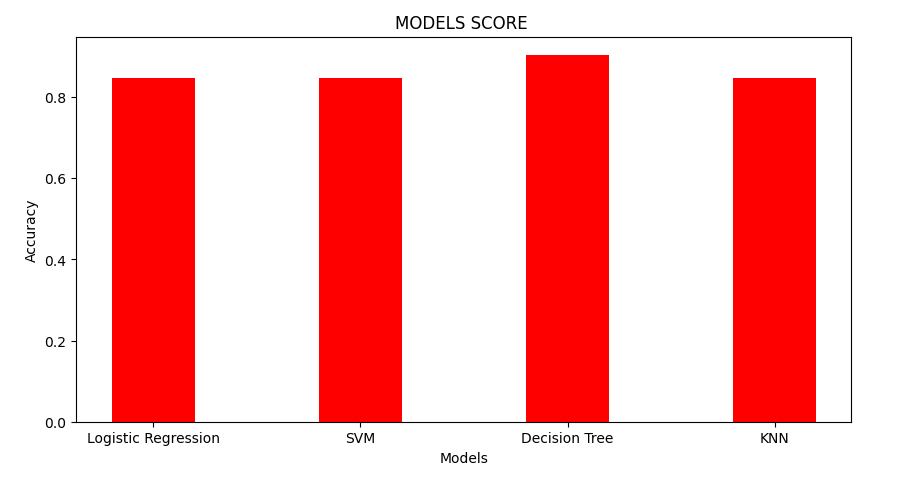 MODELS SCORE
0.8
0.6
0.4
0.2
0.0
Accuracy
Logistic Regression SVM Decision Tree KNN
Models